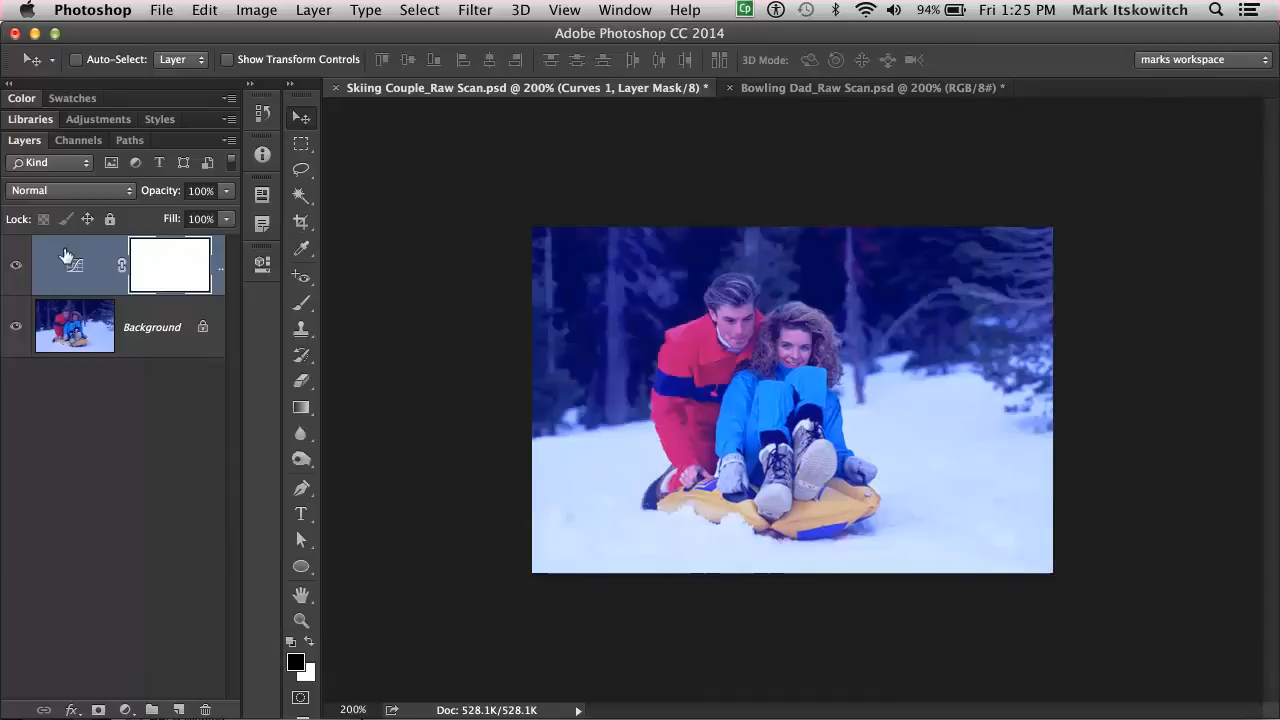 Photoshop File Edit Image Layer Type Select Filter 3D View Window Help Cp 94% Fri 1:25 PM Mark Itskowitch
Adobe Photoshop CC 2014
Auto-Select: Layer Show Transform Controls 3D Mode: marks workspace
Color Swatches
× Skiing Couple_Raw Scan.psd @ 200% (Curves 1, Layer Mask/8) * × Bowling Dad_Raw Scan.psd @ 200% (RGB/8#) *
Libraries Adjustments Styles
Layers Channels Paths
Kind
Normal Opacity: 100%
Lock: Fill: 100%
Background
200% Doc: 528.1K/528.1K